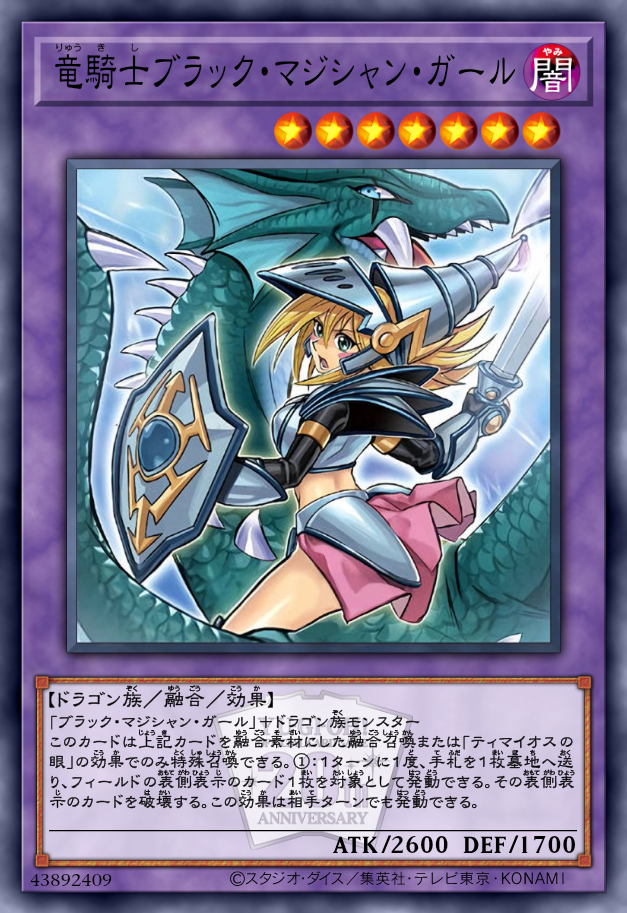 竜騎士ブラック・マジシャン・ガール
闇
【ドラゴン族／融合／効果】
「ブラック・マジシャン・ガール」＋ドラゴン族モンスター
このカードは上記カードを融合素材にした融合召喚または「ティマイオスの
眼」の効果でのみ特殊召喚できる。①：1ターンに1度、手札を1枚墓地へ送
り、フィールドの表側表示のカード1枚を対象として発動できる。その表側表
示のカードを破壊する。この効果は相手ターンでも発動できる。
ANNIVERSARY
ATK/2600 DEF/1700
43892409 ©スタジオ・ダイス／集英社・テレビ東京・KONAMI